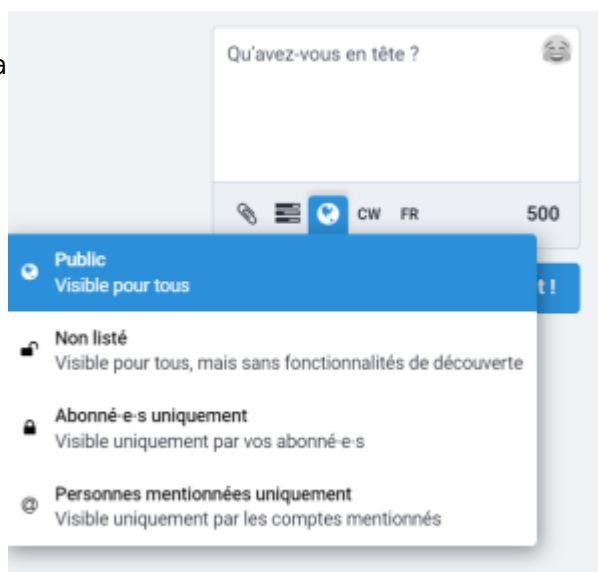 a
Qu'avez-vous en tête ?
CW FR 500
Public
Visible pour tous
t !
Non listé
Visible pour tous, mais sans fonctionnalités de découverte
Abonné·e·s uniquement
Visible uniquement par vos abonné·e·s
@ Personnes mentionnées uniquement
Visible uniquement par les comptes mentionnés